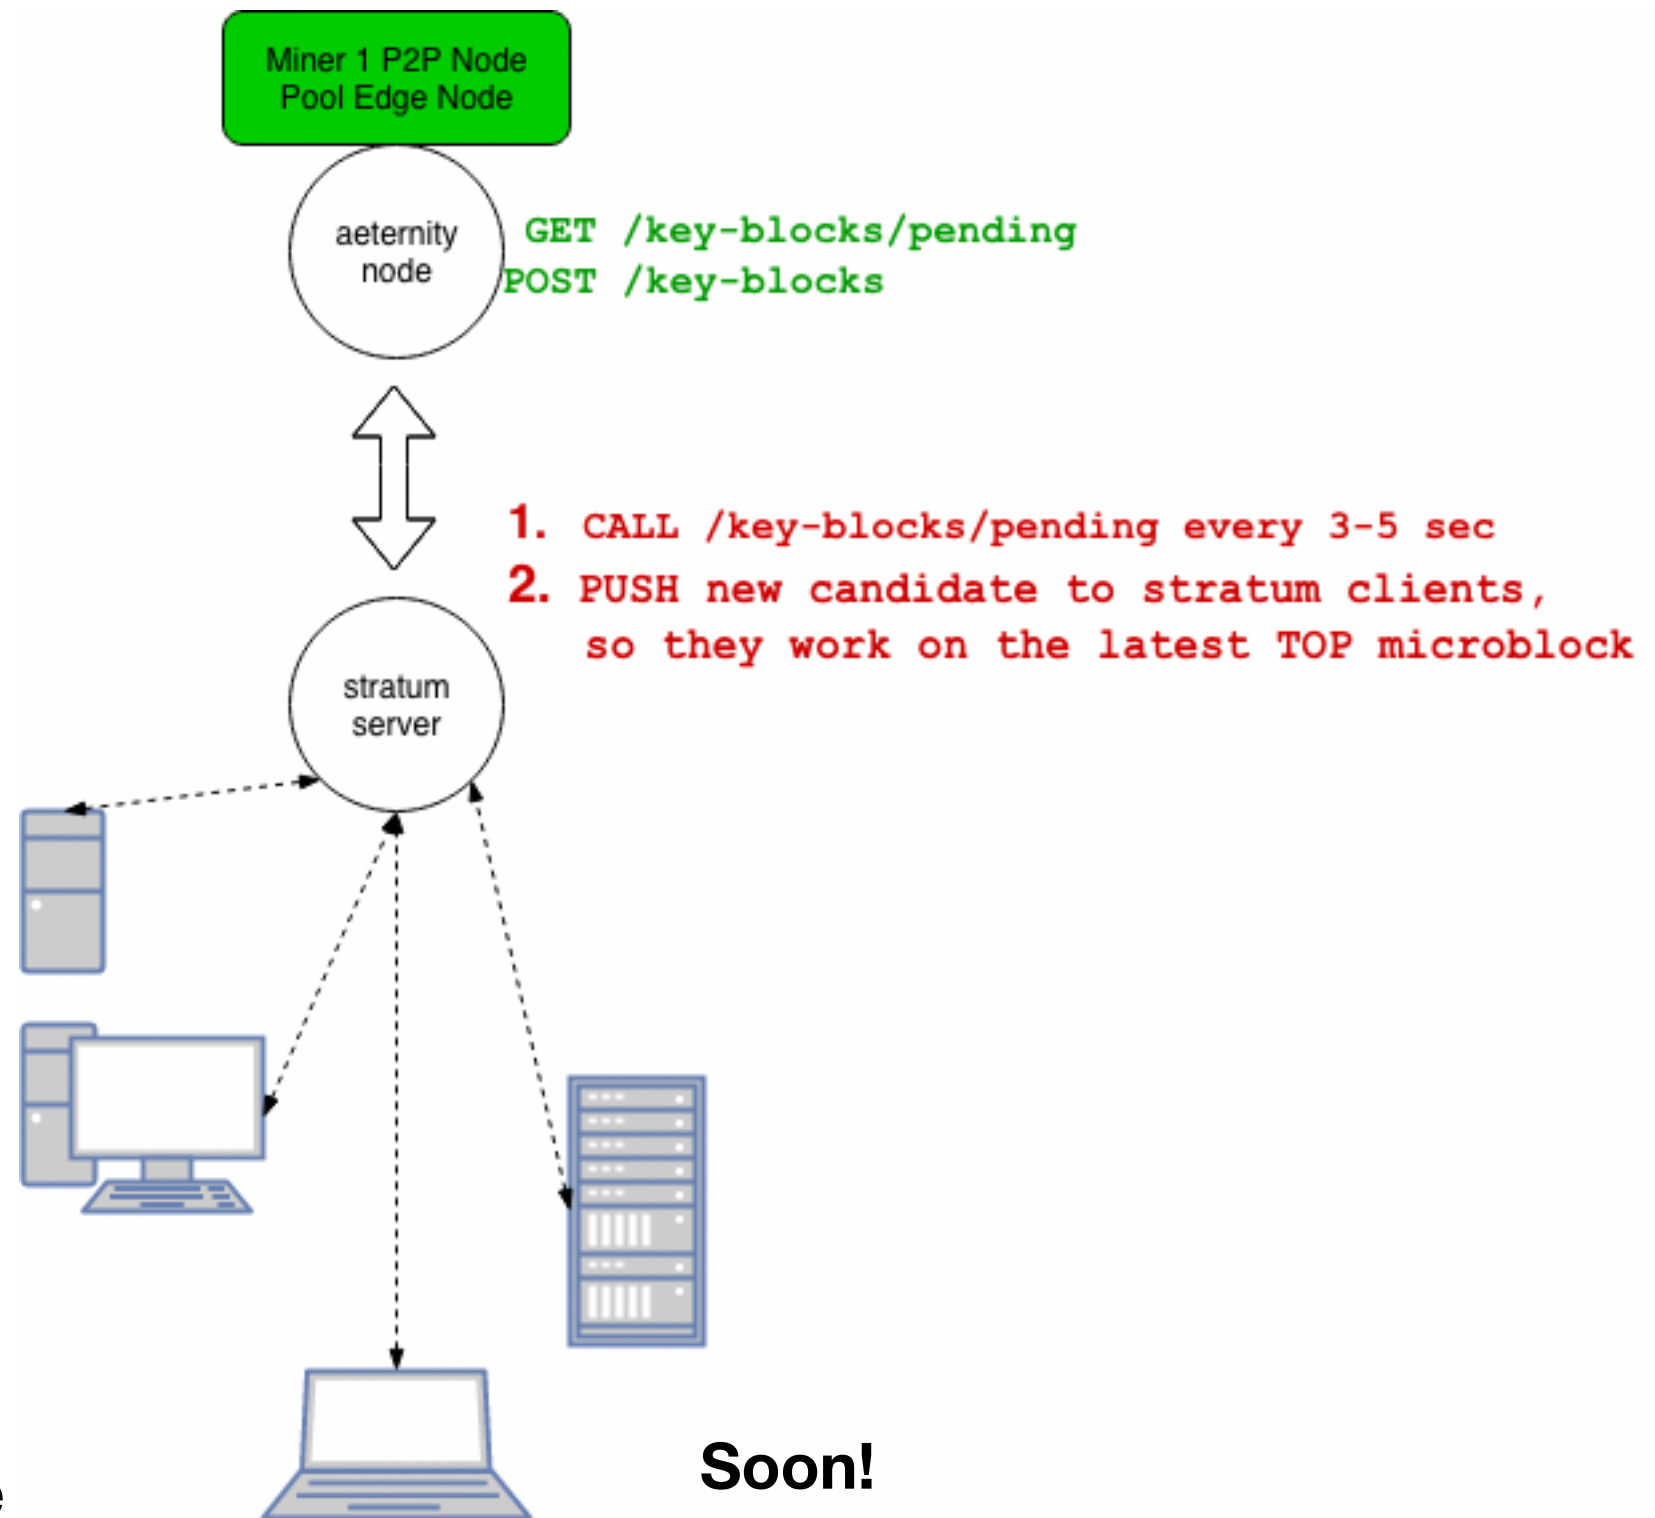 Miner 1 P2P Node
Pool Edge Node
aeternity
node
GET /key-blocks/pending
POST /key-blocks
1. CALL /key-blocks/pending every 3-5 sec
2. PUSH new candidate to stratum clients,
so they work on the latest TOP microblock
stratum
server
Soon!